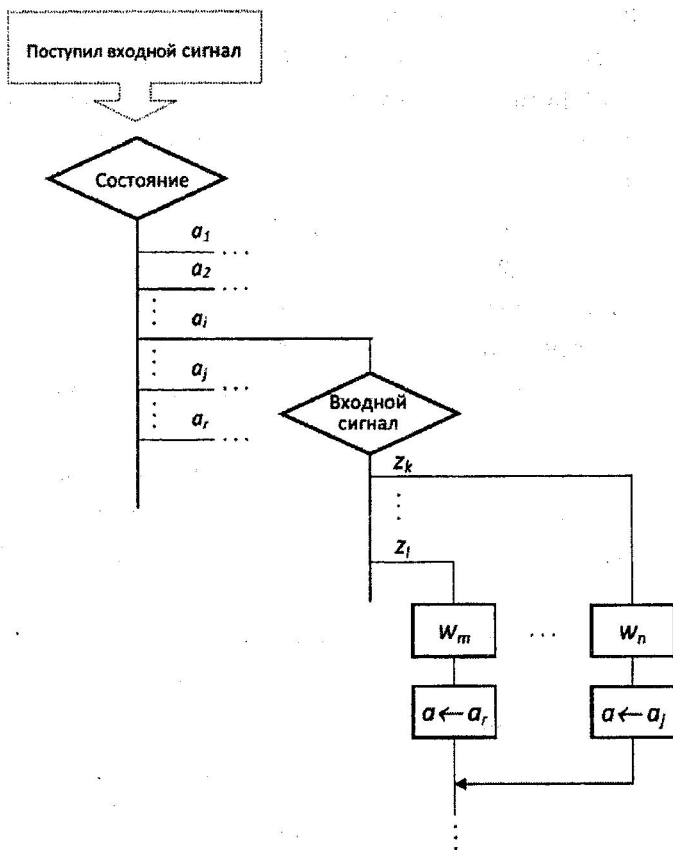 Поступил входной сигнал
Состояние
a₁
...
a₂
...
aᵢ
aⱼ
...
aᵣ
...
Входной
сигнал
zₖ
zₗ
wₘ
...
wₙ
a ← aᵣ
a ← aⱼ